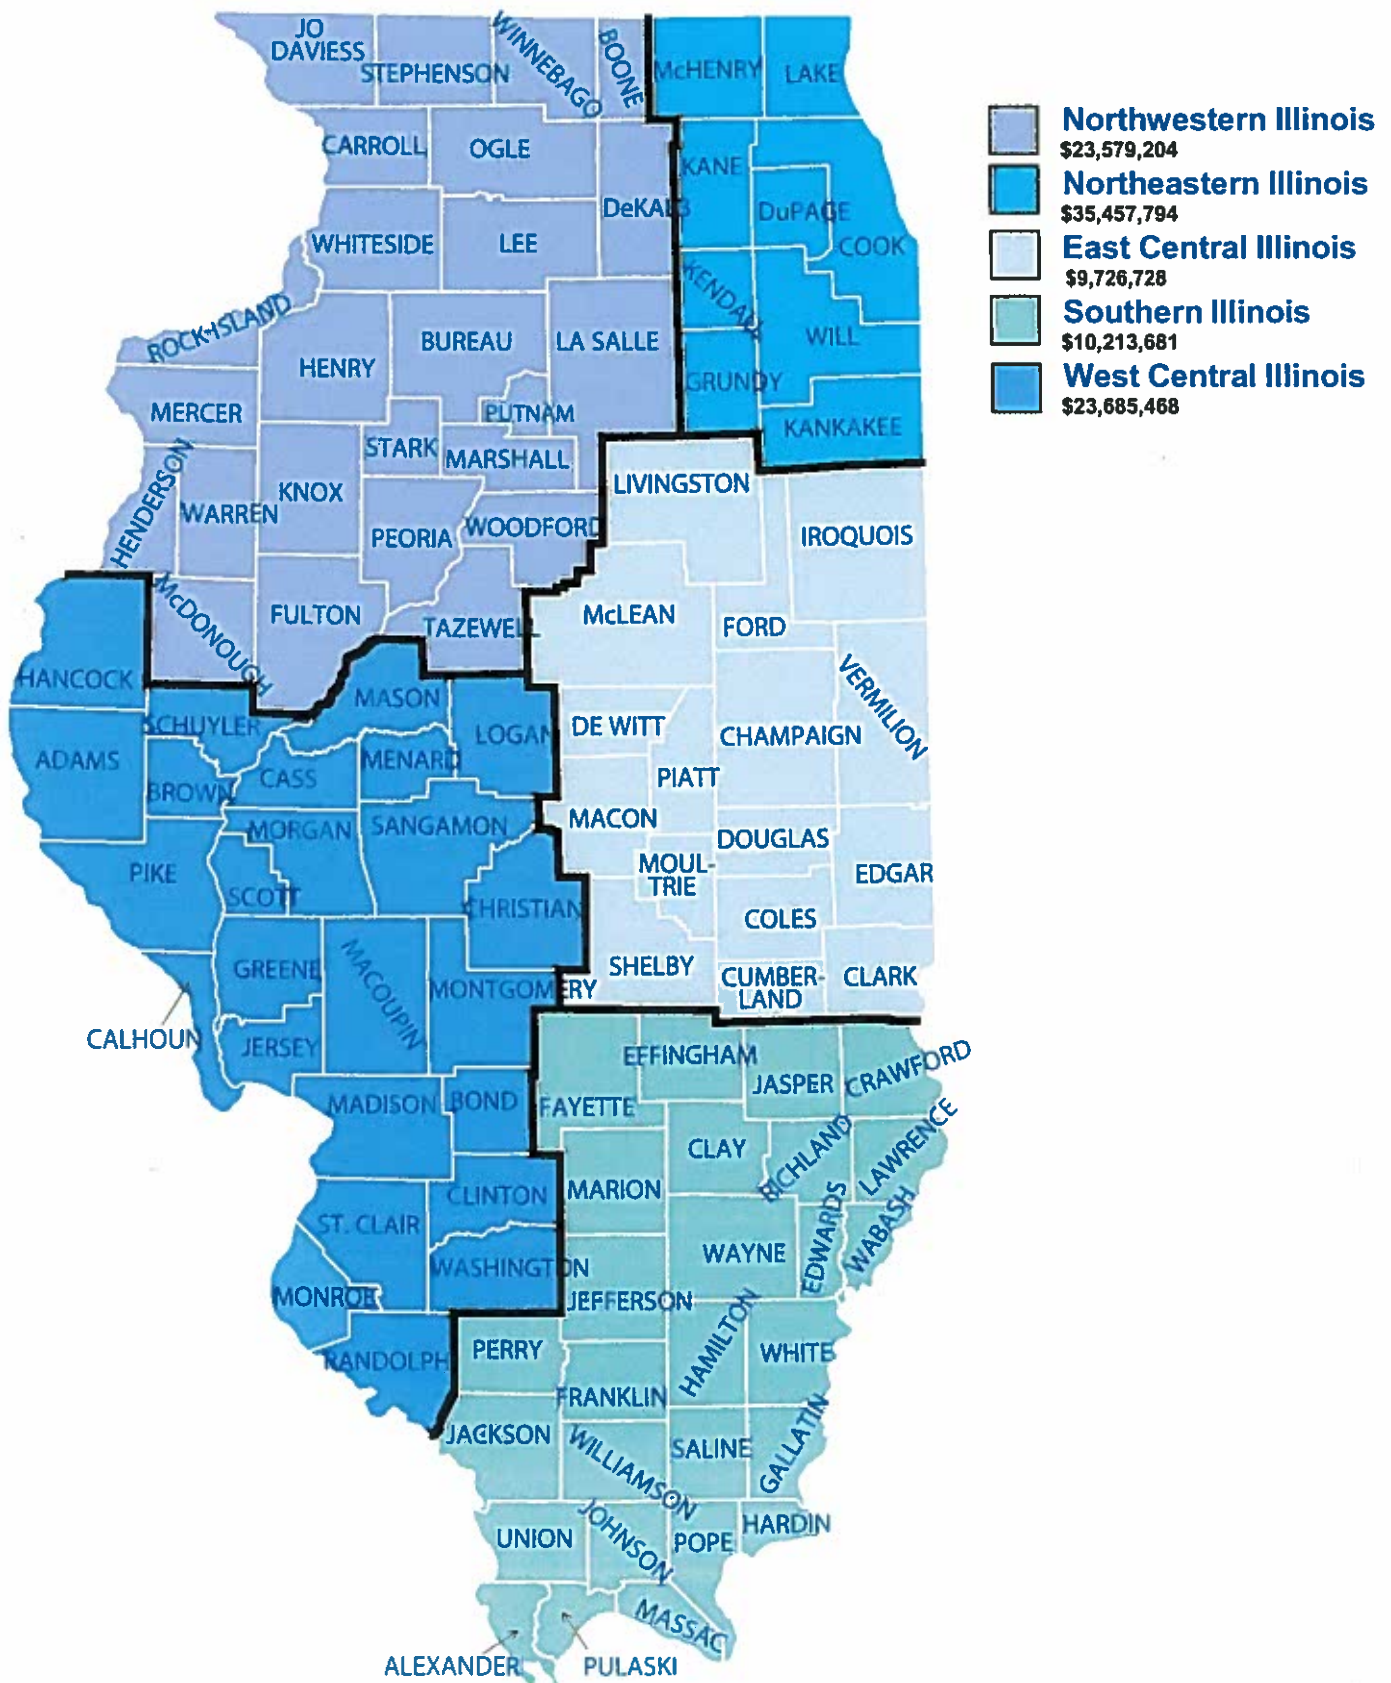 JO
DAVIESS
STEPHENSON
WINNEBAGO
BOONE
McHENRY
LAKE
CARROLL
OGLE
DeKALB
KANE
DuPAGE
COOK
WHITESIDE
LEE
KENDALL
WILL
ROCK ISLAND
HENRY
BUREAU
LA SALLE
GRUNDY
KANKAKEE
MERCER
PUTNAM
STARK
MARSHALL
HENDERSON
WARREN
KNOX
PEORIA
WOODFORD
LIVINGSTON
IROQUOIS
McDONOUGH
FULTON
TAZEWELL
McLEAN
FORD
VERMILION
HANCOCK
SCHUYLER
MASON
LOGAN
DE WITT
CHAMPAIGN
ADAMS
BROWN
CASS
MENARD
PIATT
MACON
MORGAN
SANGAMON
DOUGLAS
PIKE
SCOTT
CHRISTIAN
MOUL-
TRIE
EDGAR
COLES
GREENE
MACOUPIN
MONTGOMERY
SHELBY
CUMBER-
LAND
CLARK
CALHOUN
JERSEY
EFFINGHAM
JASPER
CRAWFORD
MADISON
BOND
FAYETTE
CLAY
RICHLAND
LAWRENCE
CLINTON
MARION
ST. CLAIR
WAYNE
EDWARDS
WABASH
WASHINGTON
MONROE
JEFFERSON
HAMILTON
WHITE
RANDOLPH
PERRY
FRANKLIN
JACKSON
WILLIAMSON
SALINE
GALLATIN
UNION
JOHNSON
POPE
HARDIN
MASSAC
ALEXANDER
PULASKI
Northwestern Illinois
$23,579,204
Northeastern Illinois
$35,457,794
East Central Illinois
$9,726,728
Southern Illinois
$10,213,681
West Central Illinois
$23,685,468